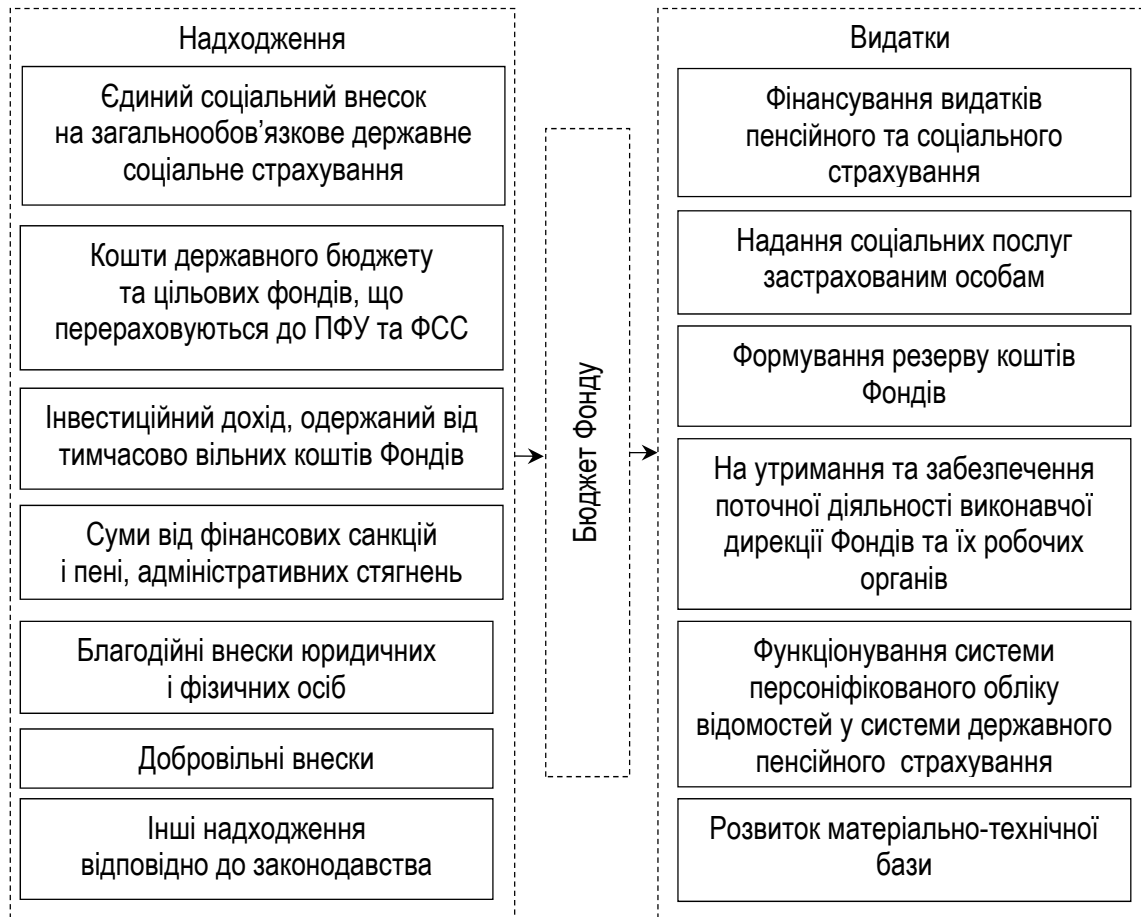 Надходження
Єдиний соціальний внесок
на загальнообов’язкове державне
соціальне страхування
Кошти державного бюджету
та цільових фондів, що
перераховуються до ПФУ та ФСС
Інвестиційний дохід, одержаний від
тимчасово вільних коштів Фондів
Суми від фінансових санкцій
і пені, адміністративних стягнень
Благодійні внески юридичних
і фізичних осіб
Добровільні внески
Інші надходження
відповідно до законодавства
Бюджет Фонду
Видатки
Фінансування видатків
пенсійного та соціального
страхування
Надання соціальних послуг
застрахованим особам
Формування резерву коштів
Фондів
На утримання та забезпечення
поточної діяльності виконавчої
дирекції Фондів та їх робочих
органів
Функціонування системи
персоніфікованого обліку
відомостей у системи державного
пенсійного страхування
Розвиток матеріально-технічної
бази